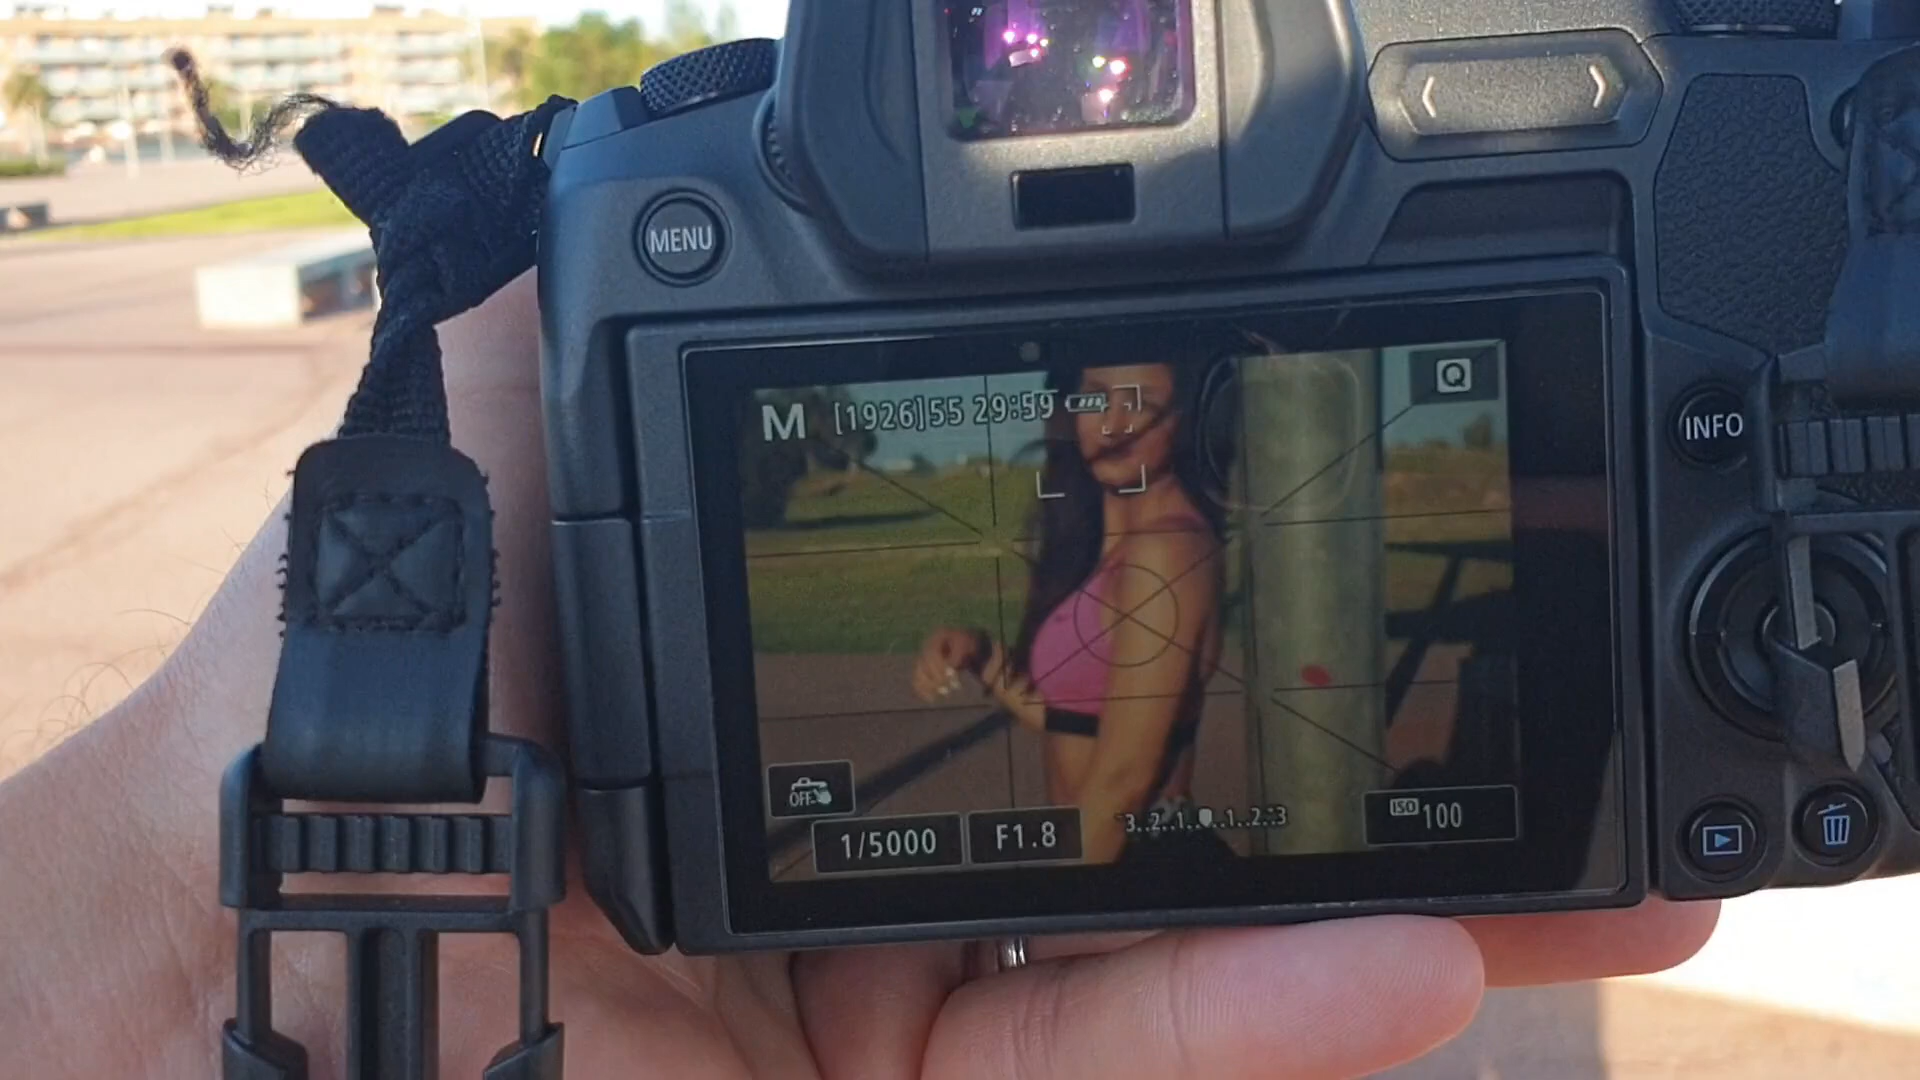 MENU
M [1926]55 29:59
Q
INFO
OFF
1/5000 F1.8 3..2..1..0..1..2..3 ISO 100